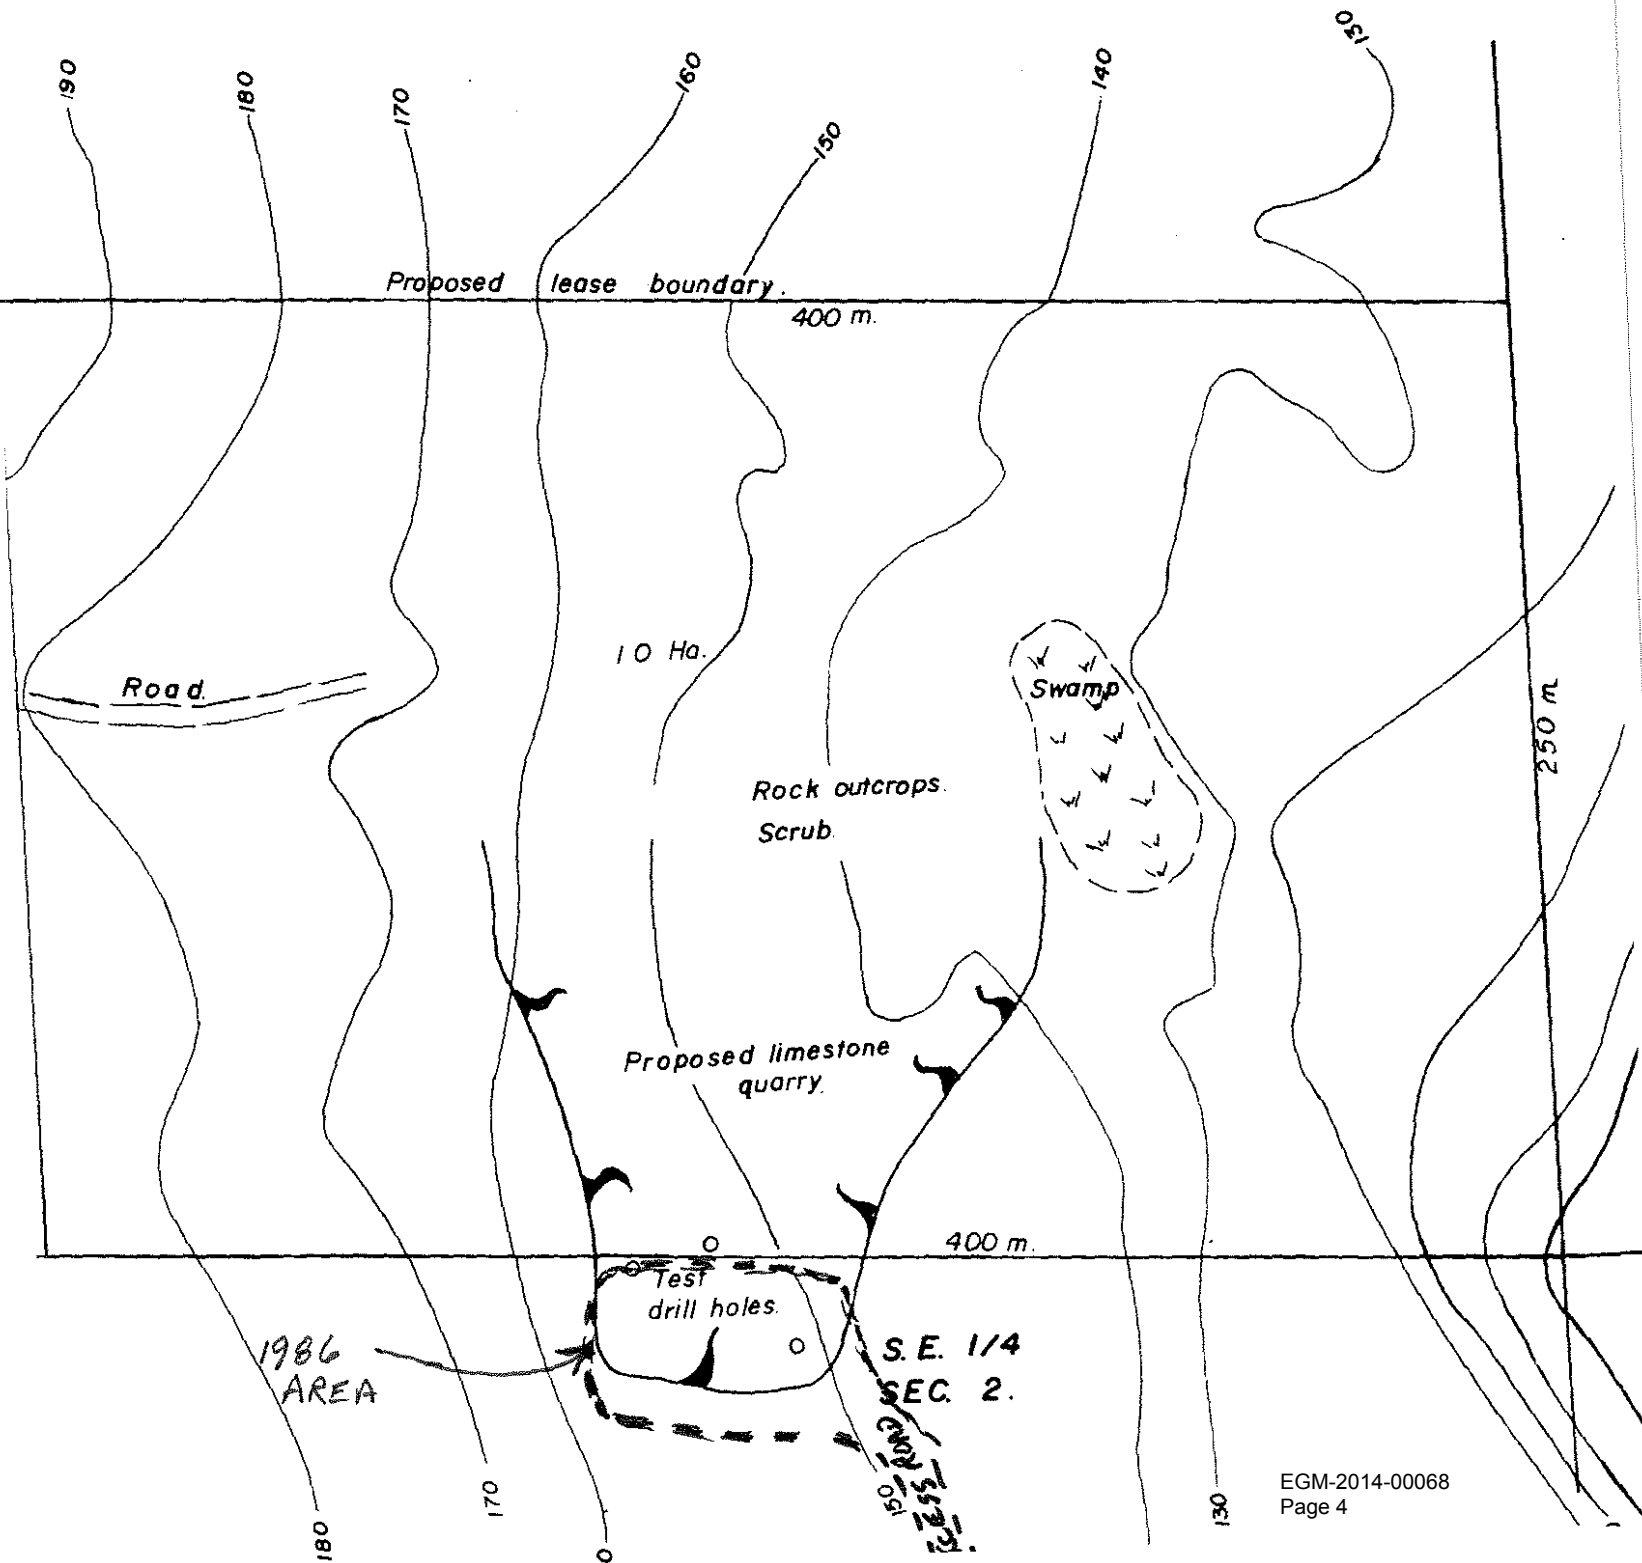 130
190
180
170
160
140
150
Proposed lease boundary.
400 m.
10 Ha.
Road.
Swamp
250 m
Rock outcrops.
Scrub.
Proposed limestone
quarry.
400 m.
Test
drill holes.
1986
AREA
S.E. 1/4
SEC. 2.
ROAD
150
170
130
180
0
EGM-2014-00068
Page 4